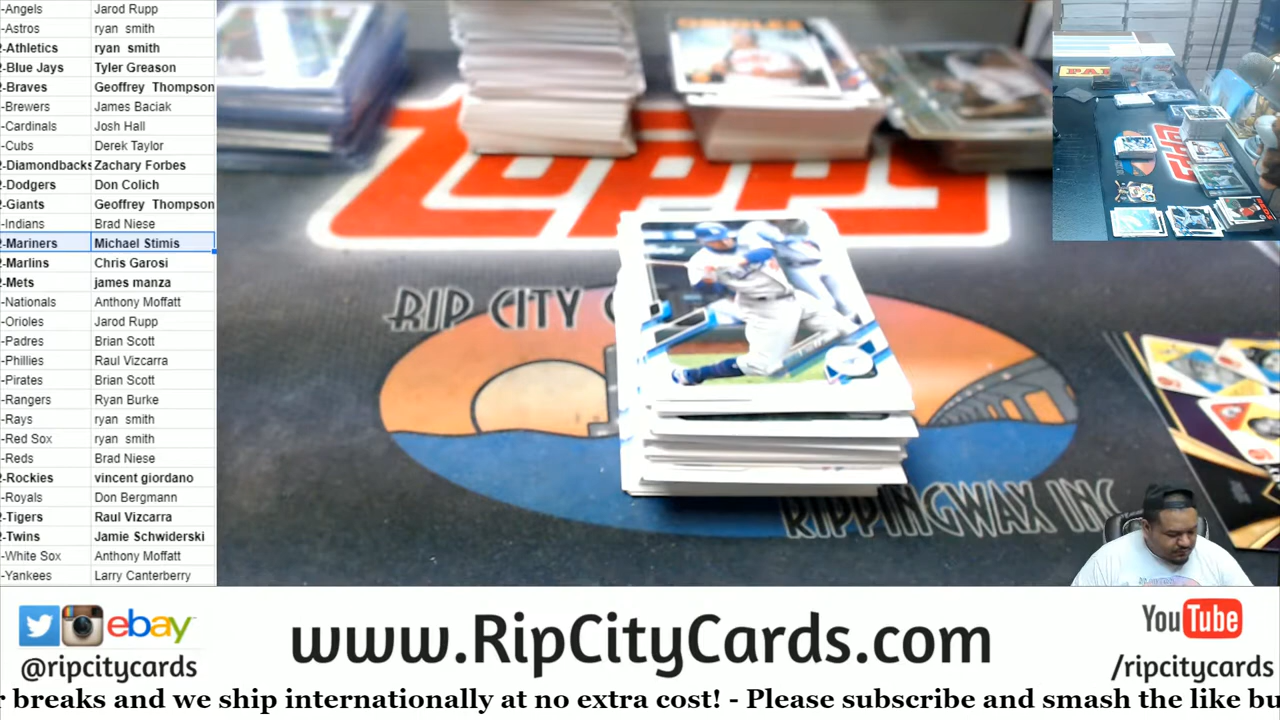 -Angels Jarod Rupp
-Astros ryan smith
2-Athletics ryan smith
2-Blue Jays Tyler Greason
2-Braves Geoffrey Thompson
-Brewers James Baciak
-Cardinals Josh Hall
-Cubs Derek Taylor
2-Diamondbacks Zachary Forbes
2-Dodgers Don Colich
2-Giants Geoffrey Thompson
-Indians Brad Niese
2-Mariners Michael Stimis
2-Marlins Chris Garosi
2-Mets james manza
-Nationals Anthony Moffatt
-Orioles Jarod Rupp
-Padres Brian Scott
-Phillies Raul Vizcarra
-Pirates Brian Scott
-Rangers Ryan Burke
-Rays ryan smith
-Red Sox ryan smith
-Reds Brad Niese
2-Rockies vincent giordano
-Royals Don Bergmann
2-Tigers Raul Vizcarra
2-Twins Jamie Schwiderski
-White Sox Anthony Moffatt
-Yankees Larry Canterbery
ORIOLES
Topps
RIP CITY C
RIPPINGWAX INC
ebay
@ripcitycards
www.RipCityCards.com
YouTube
/ripcitycards
r breaks and we ship internationally at no extra cost! - Please subscribe and smash the like bu